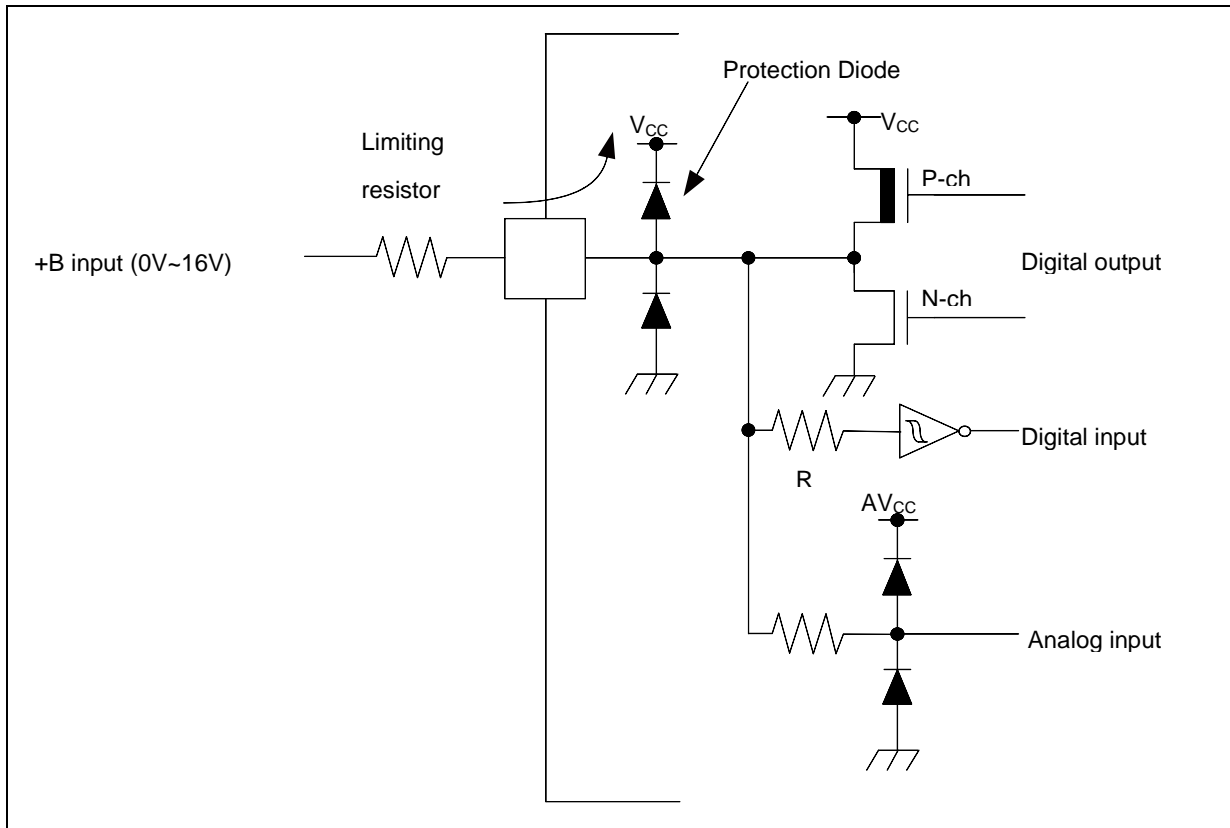 Protection Diode
VCC
VCC
Limiting
resistor
P-ch
+B input (0V~16V)
Digital output
N-ch
Digital input
R
AVCC
Analog input